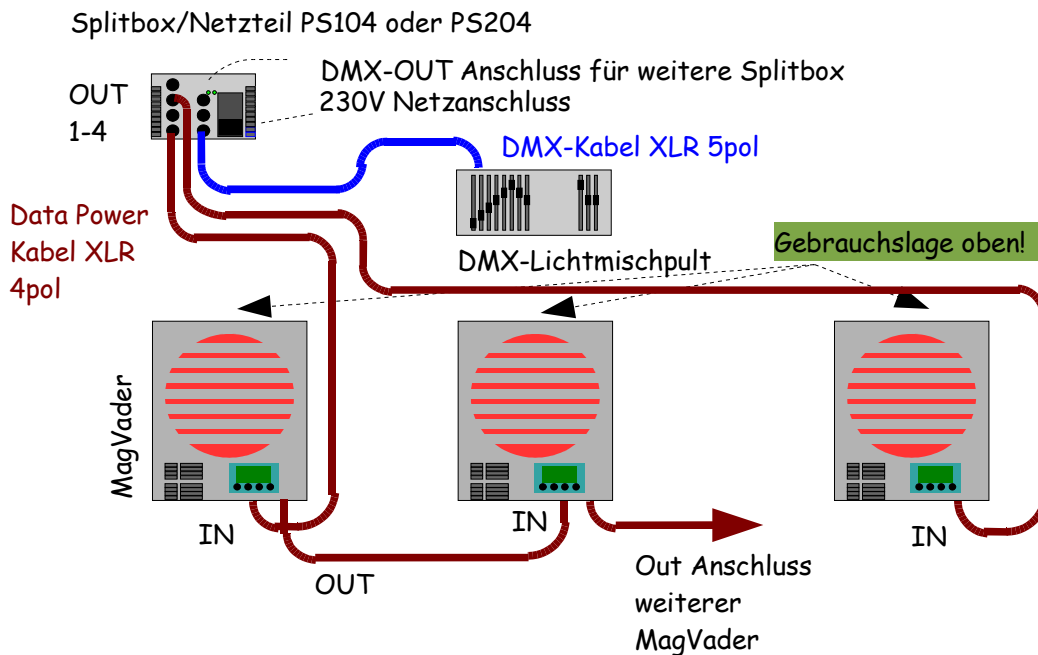 Splitbox/Netzteil PS104 oder PS204
OUT
1-4
DMX-OUT Anschluss für weitere Splitbox
230V Netzanschluss
DMX-Kabel XLR 5pol
Data Power
Kabel XLR
4pol
DMX-Lichtmischpult
Gebrauchslage oben!
MagVader
IN
OUT
IN
Out Anschluss
weiterer
MagVader
IN